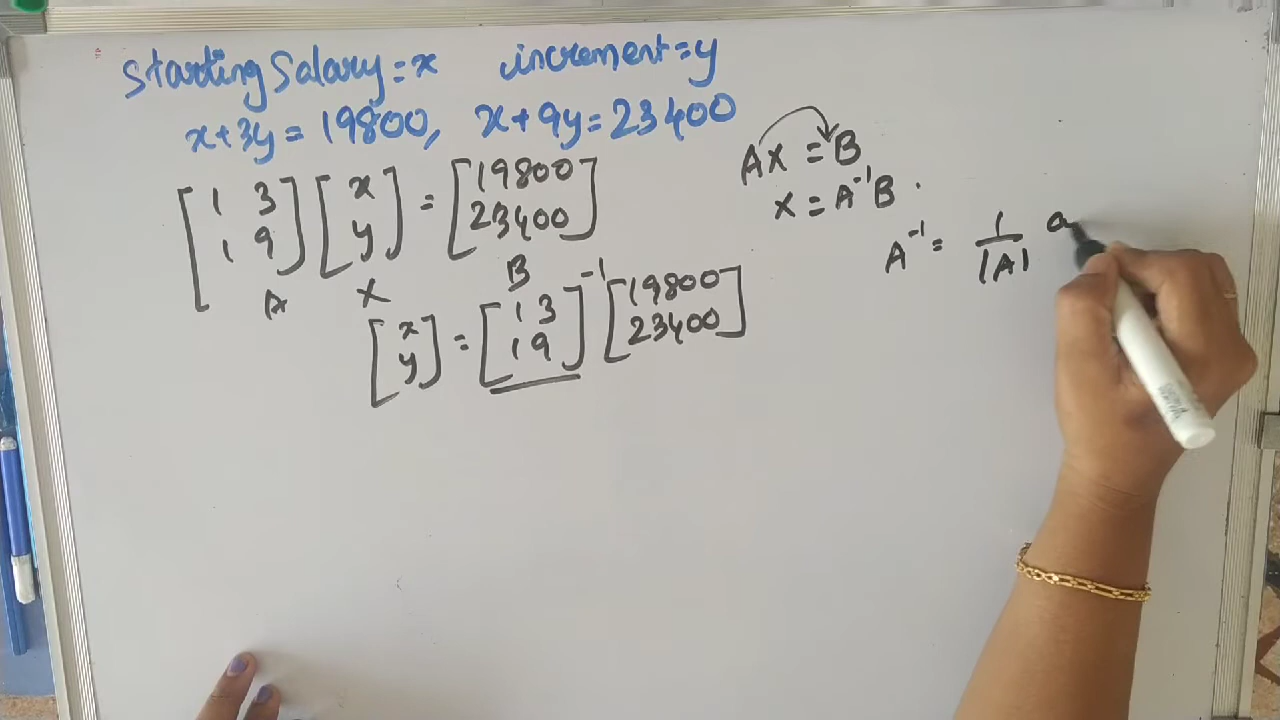 Starting Salary = x increment = y
x + 3y = 19800, x + 9y = 23400
[1 3
1 9] [x
y] = [19800
23400]
A X B
[x
y] = [1 3
1 9]⁻¹ [19800
23400]
AX = B
X = A⁻¹B .
A⁻¹ = 1/|A| a